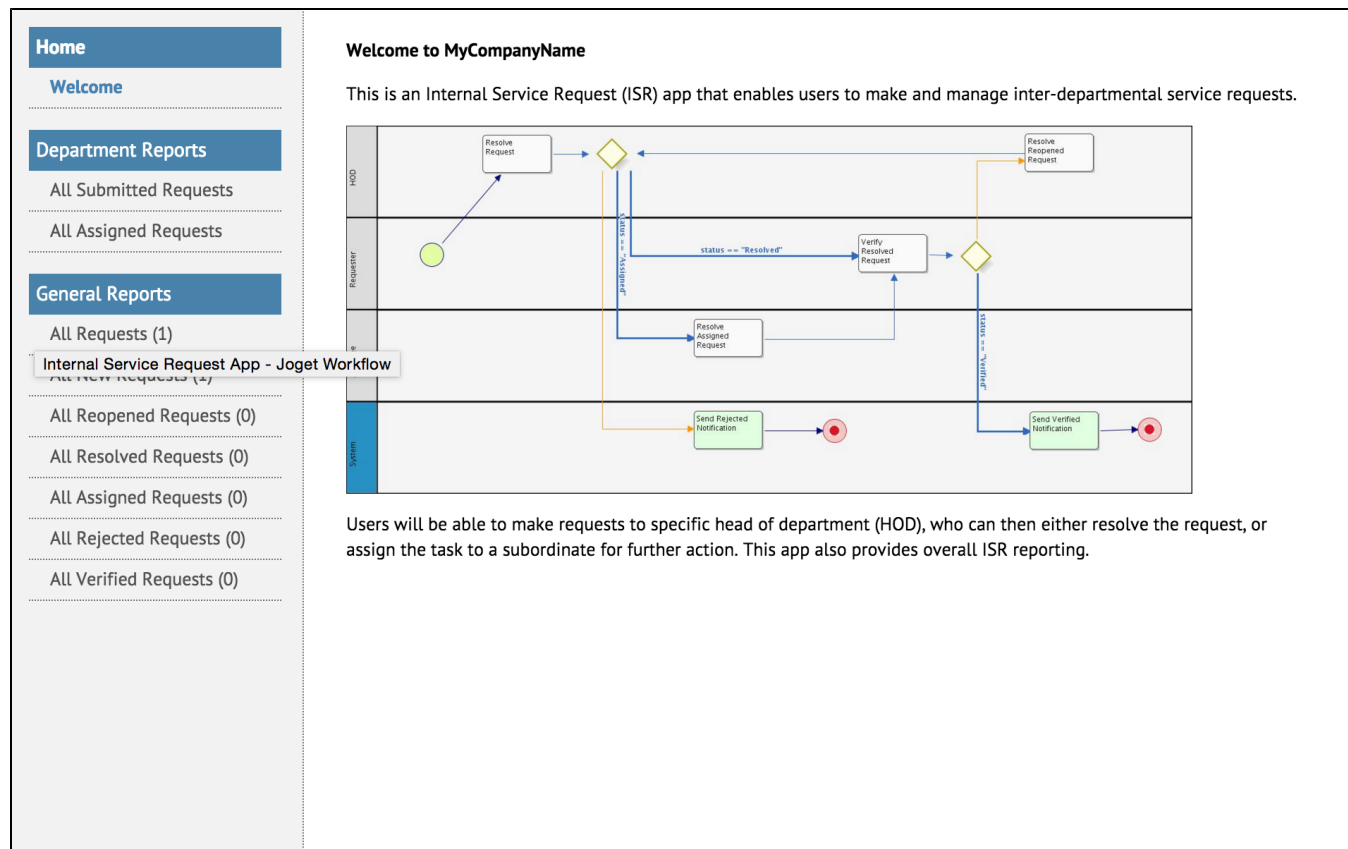 Home
Welcome
Department Reports
All Submitted Requests
All Assigned Requests
General Reports
All Requests (1)
Internal Service Request App - Joget Workflow
All New Requests (1)
All Reopened Requests (0)
All Resolved Requests (0)
All Assigned Requests (0)
All Rejected Requests (0)
All Verified Requests (0)
Welcome to MyCompanyName
This is an Internal Service Request (ISR) app that enables users to make and manage inter-departmental service requests.
HOD
Resolve
Request
Resolve
Reopened
Request
Requester
status == "Assigned"
status == "Resolved"
Verify
Resolved
Request
Resolve
Assigned
Request
status == "Verified"
System
Send Rejected
Notification
Send Verified
Notification
Users will be able to make requests to specific head of department (HOD), who can then either resolve the request, or
assign the task to a subordinate for further action. This app also provides overall ISR reporting.